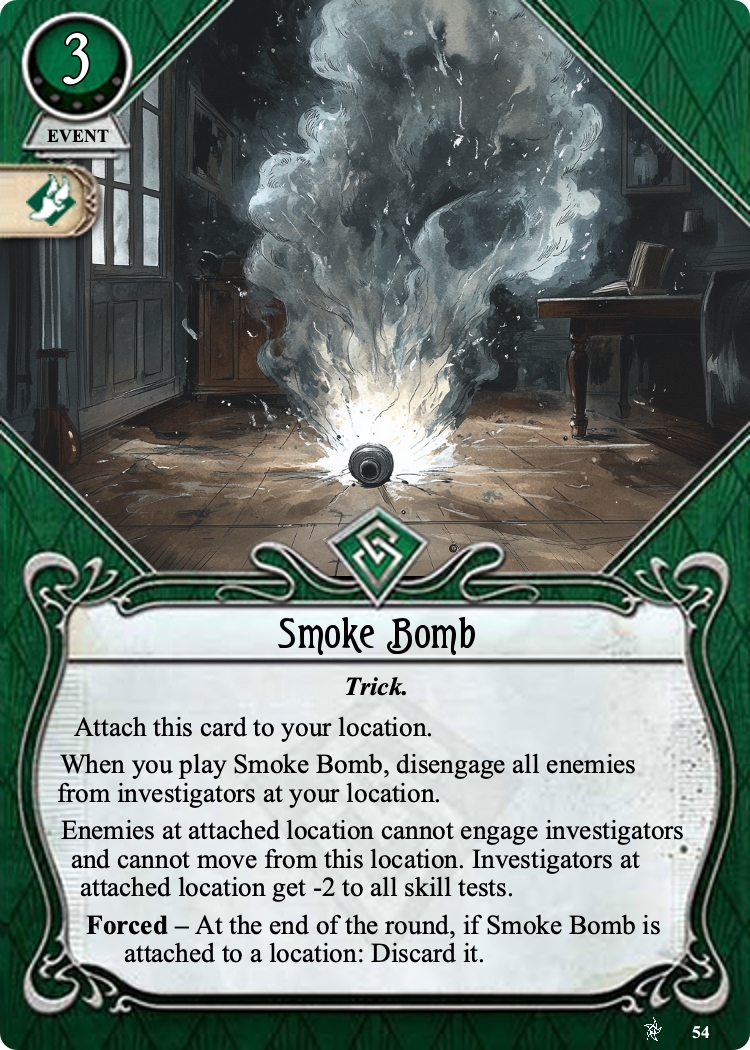 3
EVENT
Smoke Bomb
Trick.
Attach this card to your location.
When you play Smoke Bomb, disengage all enemies
from investigators at your location.
Enemies at attached location cannot engage investigators
and cannot move from this location. Investigators at
attached location get -2 to all skill tests.
Forced – At the end of the round, if Smoke Bomb is
attached to a location: Discard it.
54